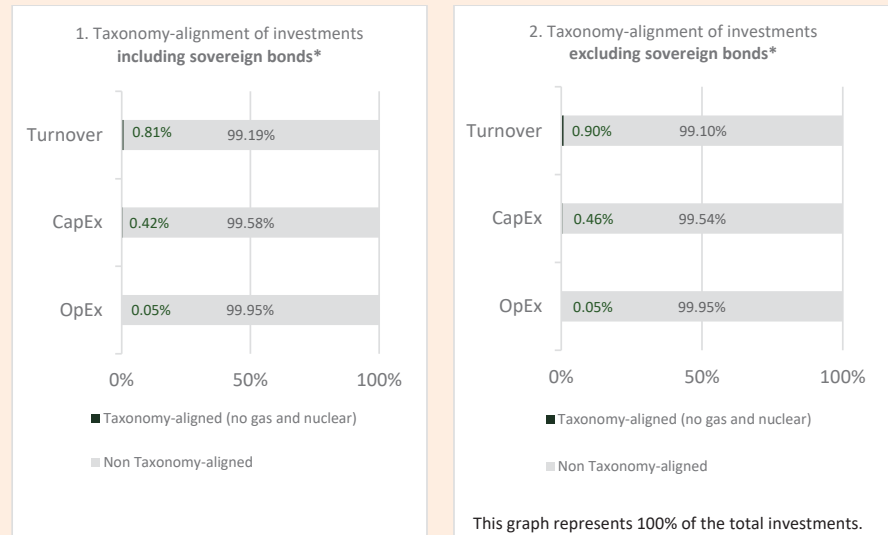 1. Taxonomy-alignment of investments
including sovereign bonds*
Turnover
0.81%
99.19%
CapEx
0.42%
99.58%
OpEx
0.05%
99.95%
0%
50%
100%
Taxonomy-aligned (no gas and nuclear)
Non Taxonomy-aligned
2. Taxonomy-alignment of investments
excluding sovereign bonds*
Turnover
0.90%
99.10%
CapEx
0.46%
99.54%
OpEx
0.05%
99.95%
0%
50%
100%
Taxonomy-aligned (no gas and nuclear)
Non Taxonomy-aligned
This graph represents 100% of the total investments.